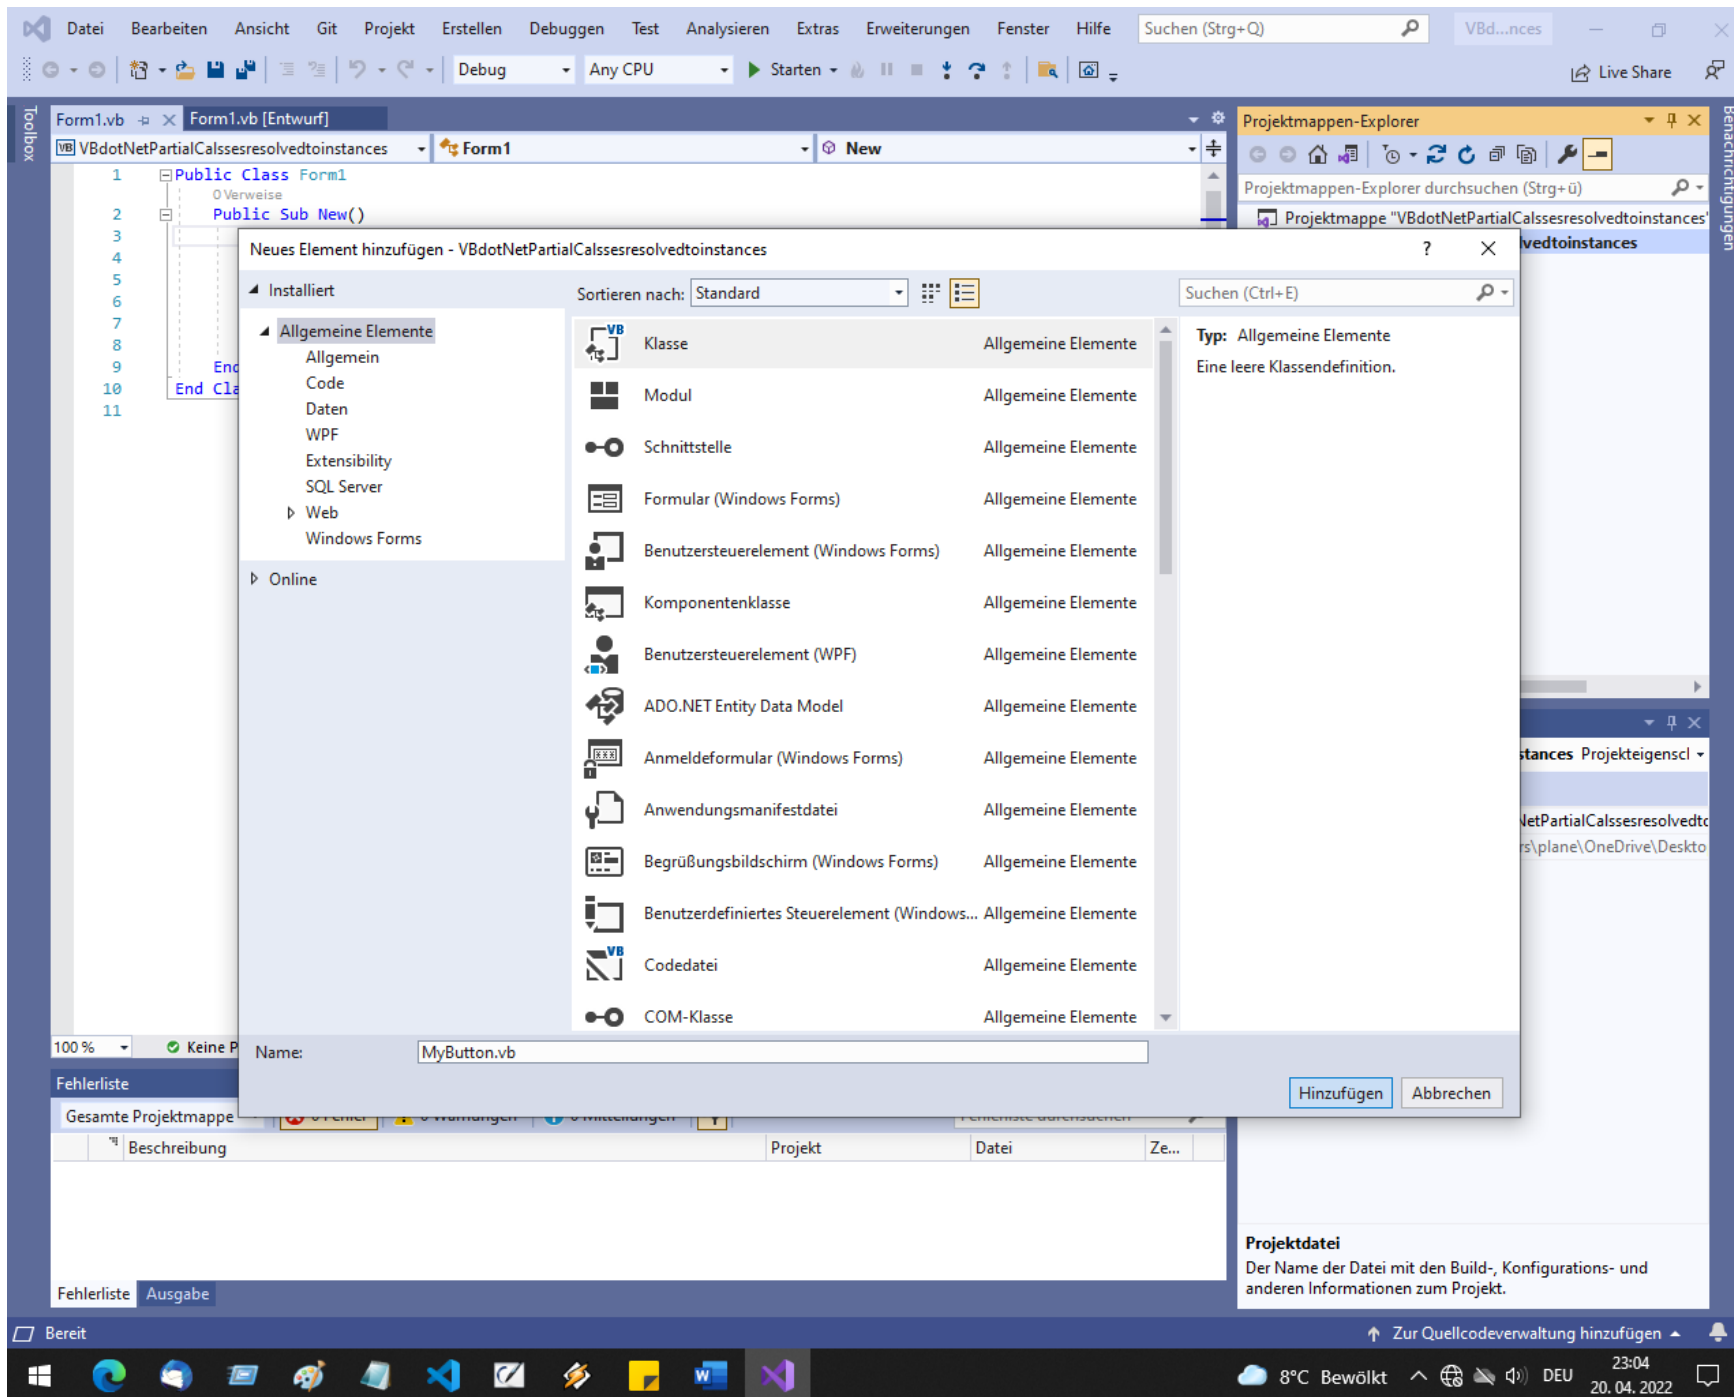 Datei Bearbeiten Ansicht Git Projekt Erstellen Debuggen Test Analysieren Extras Erweiterungen Fenster Hilfe Suchen (Strg+Q) VBd...nces
Debug Any CPU Starten Live Share
Toolbox
Form1.vb Form1.vb [Entwurf]
VBdotNetPartialCalssesresolvedtoinstances Form1 New
1 Public Class Form1
0 Verweise
2 Public Sub New()
3
4
5
6
7
8
9 End
10 End Cla
11
100 % Keine P
Projektmappen-Explorer
Projektmappen-Explorer durchsuchen (Strg+ü)
Projektmappe "VBdotNetPartialCalssesresolvedtoinstances"
lvedtoinstances
Benachrichtigungen
Neues Element hinzufügen - VBdotNetPartialCalssesresolvedtoinstances ?
Installiert
Allgemeine Elemente
Allgemein
Code
Daten
WPF
Extensibility
SQL Server
Web
Windows Forms
Online
Sortieren nach: Standard
Suchen (Ctrl+E)
Klasse Allgemeine Elemente
Modul Allgemeine Elemente
Schnittstelle Allgemeine Elemente
Formular (Windows Forms) Allgemeine Elemente
Benutzersteuerelement (Windows Forms) Allgemeine Elemente
Komponentenklasse Allgemeine Elemente
Benutzersteuerelement (WPF) Allgemeine Elemente
ADO.NET Entity Data Model Allgemeine Elemente
Anmeldeformular (Windows Forms) Allgemeine Elemente
Anwendungsmanifestdatei Allgemeine Elemente
Begrüßungsbildschirm (Windows Forms) Allgemeine Elemente
Benutzerdefiniertes Steuerelement (Windows... Allgemeine Elemente
Codedatei Allgemeine Elemente
COM-Klasse Allgemeine Elemente
Typ: Allgemeine Elemente
Eine leere Klassendefinition.
Name: MyButton.vb
Hinzufügen Abbrechen
stances Projekteigenscl
NetPartialCalssesresolvedto
rs\plane\OneDrive\Deskto
Projektdatei
Der Name der Datei mit den Build-, Konfigurations- und
anderen Informationen zum Projekt.
Fehlerliste
Gesamte Projektmappe
Beschreibung Projekt Datei Ze...
Fehlerliste Ausgabe
Bereit Zur Quellcodeverwaltung hinzufügen
8°C Bewölkt DEU 23:04
20.04.2022